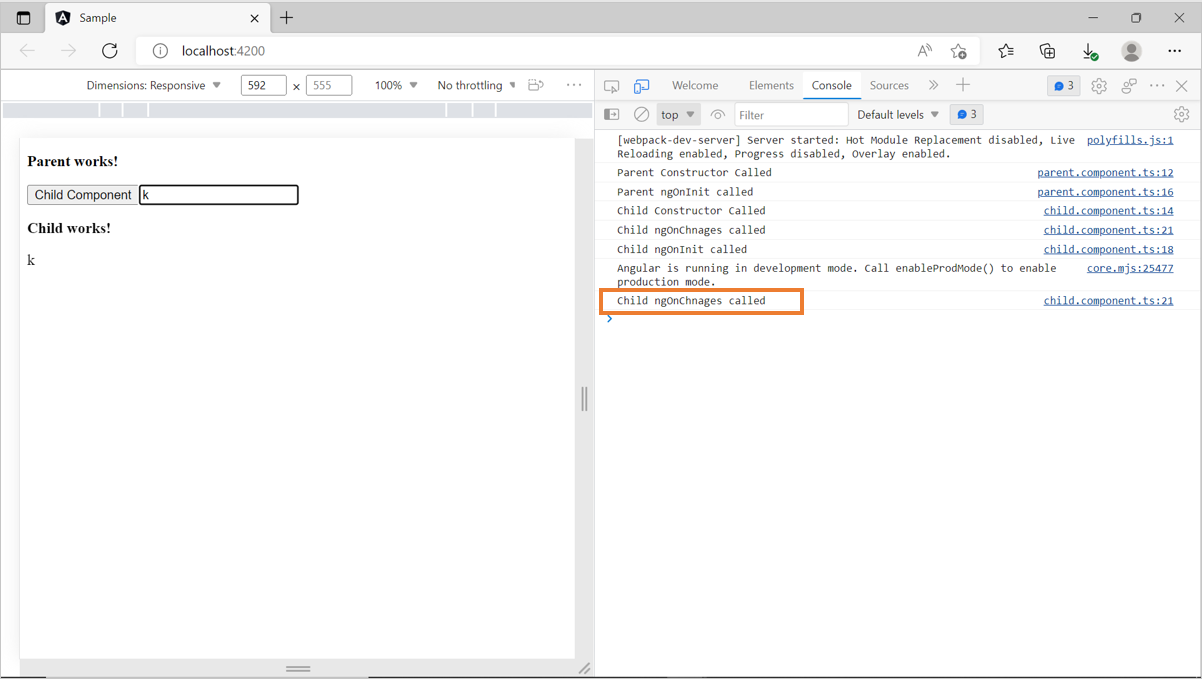 Sample
localhost:4200
Dimensions: Responsive 592 × 555 100% No throttling
Welcome Elements Console Sources 3
top Filter Default levels 3
Parent works!
Child Component k
Child works!
k
[webpack-dev-server] Server started: Hot Module Replacement disabled, Live polyfills.js:1
Reloading enabled, Progress disabled, Overlay enabled.
Parent Constructor Called parent.component.ts:12
Parent ngOnInit called parent.component.ts:16
Child Constructor Called child.component.ts:14
Child ngOnChnages called child.component.ts:21
Child ngOnInit called child.component.ts:18
Angular is running in development mode. Call enableProdMode() to enable core.mjs:25477
production mode.
Child ngOnChnages called child.component.ts:21